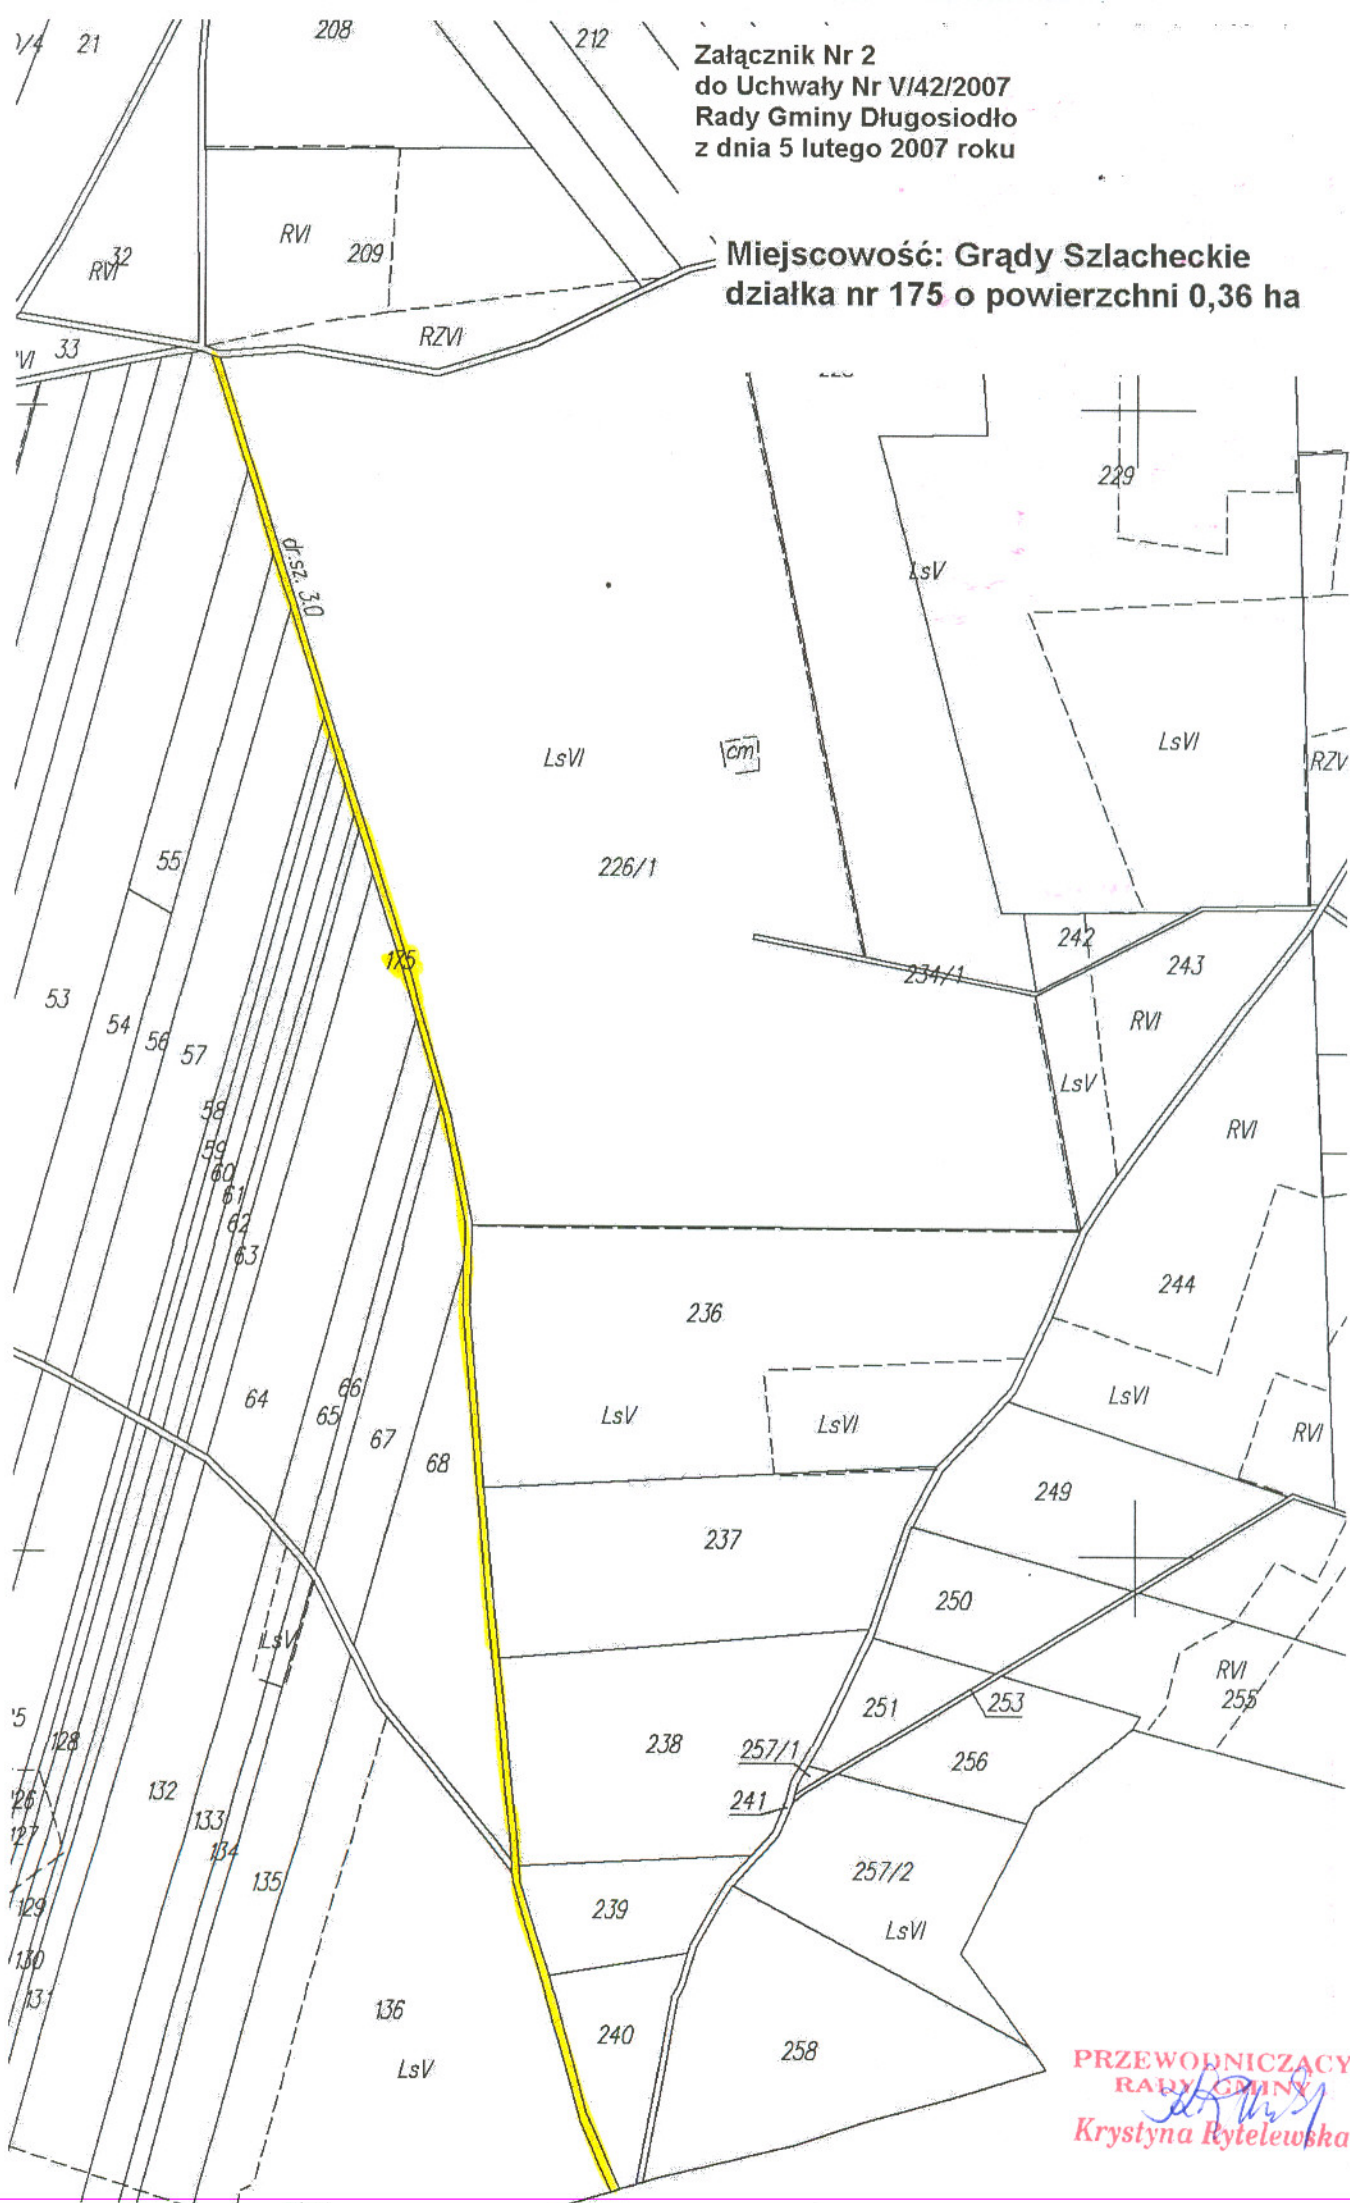 21
208
212
Załącznik Nr 2
do Uchwały Nr V/42/2007
Rady Gminy Długosiodło
z dnia 5 lutego 2007 roku
RVI
209
32
RVI
Miejscowość: Grądy Szlacheckie
działka nr 175 o powierzchni 0,36 ha
RZVI
33
229
dr.sz. 3.0
LsV
LsVI
cm
LsVI
RZV
55
226/1
175
234/1
242
243
53
54
56
57
RVI
LsV
58
59
60
61
62
63
RVI
236
244
64
66
65
67
68
LsV
LsVI
LsVI
RVI
249
237
250
LsV
RVI
255
251
253
128
238
257/1
256
132
241
133
134
135
257/2
129
239
LsVI
130
131
136
240
258
LsV
PRZEWODNICZĄCY
RADY GMINY
Krystyna Rytelewska